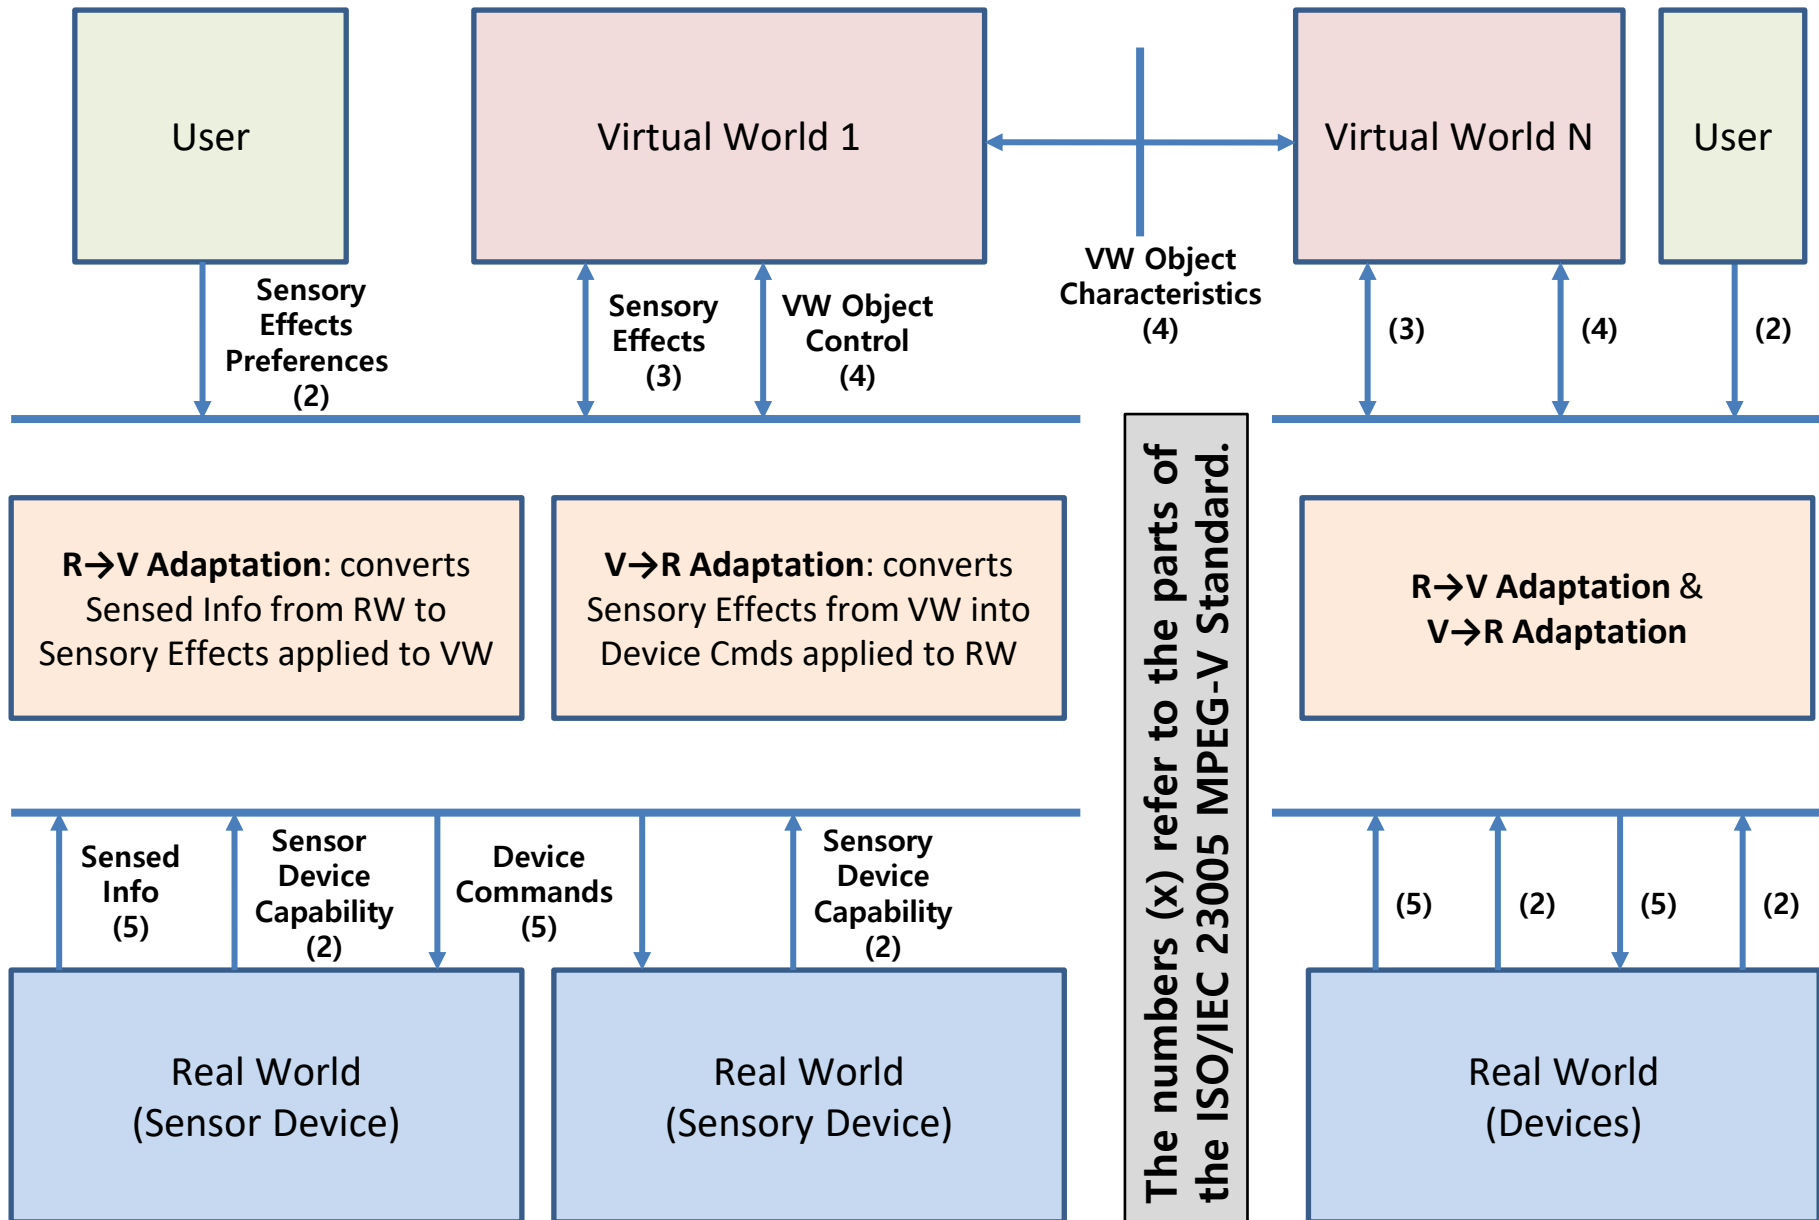 User
Virtual World 1
Virtual World N
User
Sensory
Effects
Preferences
(2)
Sensory
Effects
(3)
VW Object
Control
(4)
VW Object
Characteristics
(4)
(3)
(4)
(2)
R→V Adaptation: converts
Sensed Info from RW to
Sensory Effects applied to VW
V→R Adaptation: converts
Sensory Effects from VW into
Device Cmds applied to RW
The numbers (x) refer to the parts of
the ISO/IEC 23005 MPEG-V Standard.
R→V Adaptation &
V→R Adaptation
Sensed
Info
(5)
Sensor
Device
Capability
(2)
Device
Commands
(5)
Sensory
Device
Capability
(2)
(5)
(2)
(5)
(2)
Real World
(Sensor Device)
Real World
(Sensory Device)
Real World
(Devices)